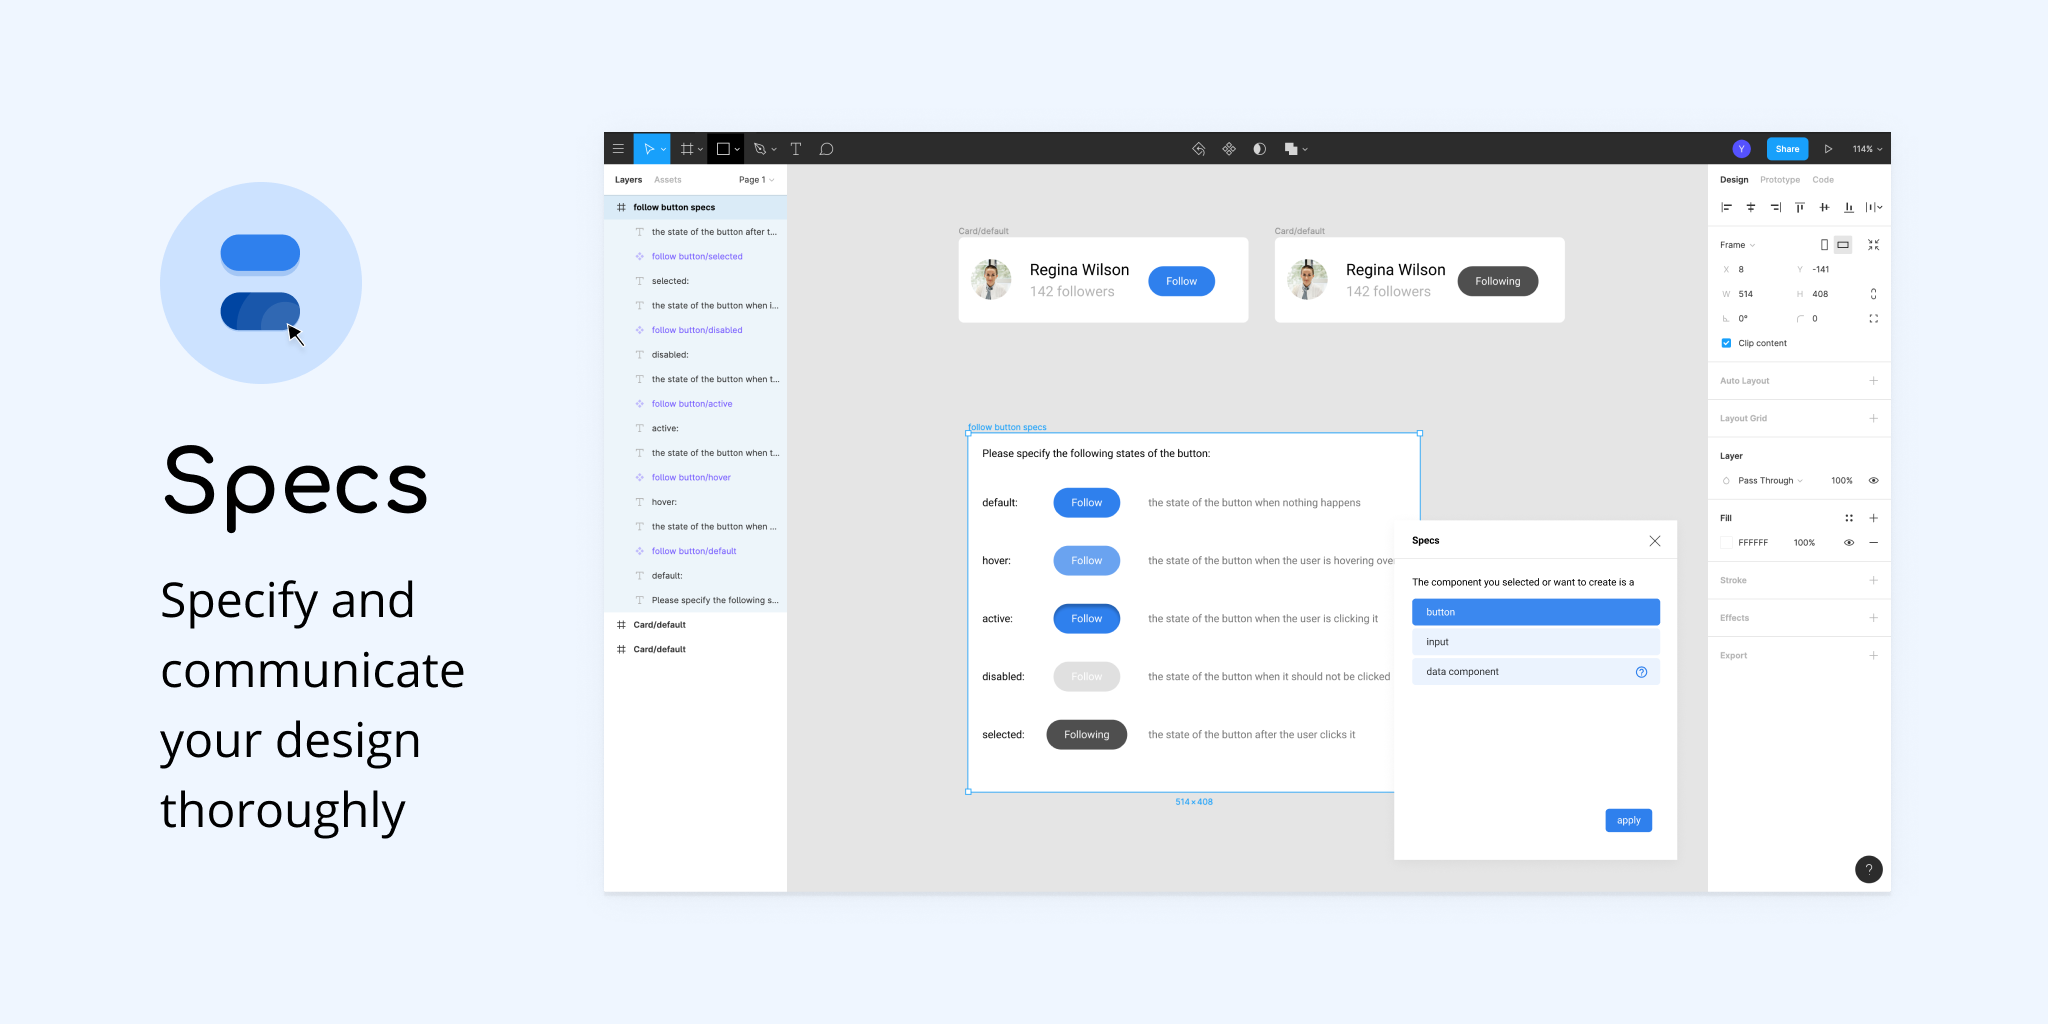 Specs
Specify and
communicate
your design
thoroughly
Y
Share
114%
Layers Assets Page 1
follow button specs
the state of the button after t...
follow button/selected
selected:
the state of the button when i...
follow button/disabled
disabled:
the state of the button when t...
follow button/active
active:
the state of the button when t...
follow button/hover
hover:
the state of the button when ...
follow button/default
default:
Please specify the following s...
Card/default
Card/default
Card/default
Regina Wilson
142 followers
Follow
Card/default
Regina Wilson
142 followers
Following
follow button specs
Please specify the following states of the button:
default: Follow the state of the button when nothing happens
hover: Follow the state of the button when the user is hovering over
active: Follow the state of the button when the user is clicking it
disabled: Follow the state of the button when it should not be clicked
selected: Following the state of the button after the user clicks it
514 × 408
Specs
The component you selected or want to create is a
button
input
data component ?
apply
Design Prototype Code
Frame
X 8 Y -141
W 514 H 408
0° 0
Clip content
Auto Layout
Layout Grid
Layer
Pass Through 100%
Fill
FFFFFF 100%
Stroke
Effects
Export
?